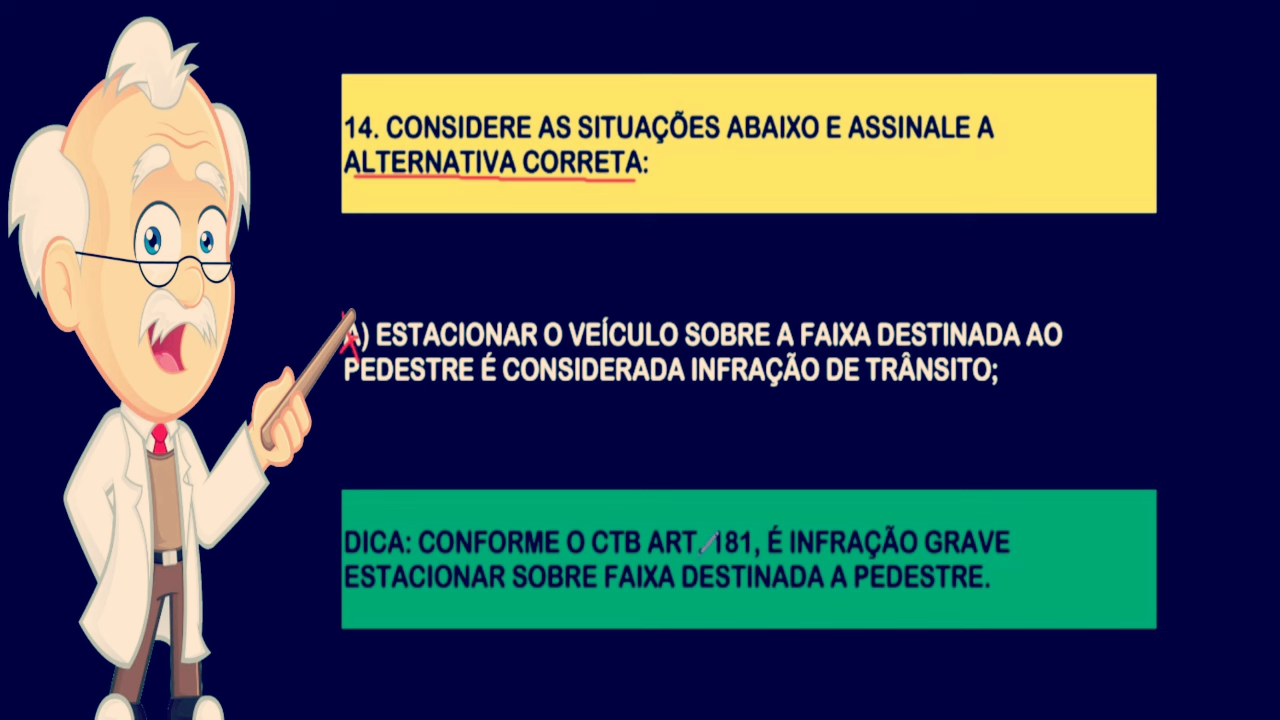 14. CONSIDERE AS SITUAÇÕES ABAIXO E ASSINALE A
ALTERNATIVA CORRETA:
A) ESTACIONAR O VEÍCULO SOBRE A FAIXA DESTINADA AO
PEDESTRE É CONSIDERADA INFRAÇÃO DE TRÂNSITO;
DICA: CONFORME O CTB ART. 181, É INFRAÇÃO GRAVE
ESTACIONAR SOBRE FAIXA DESTINADA A PEDESTRE.